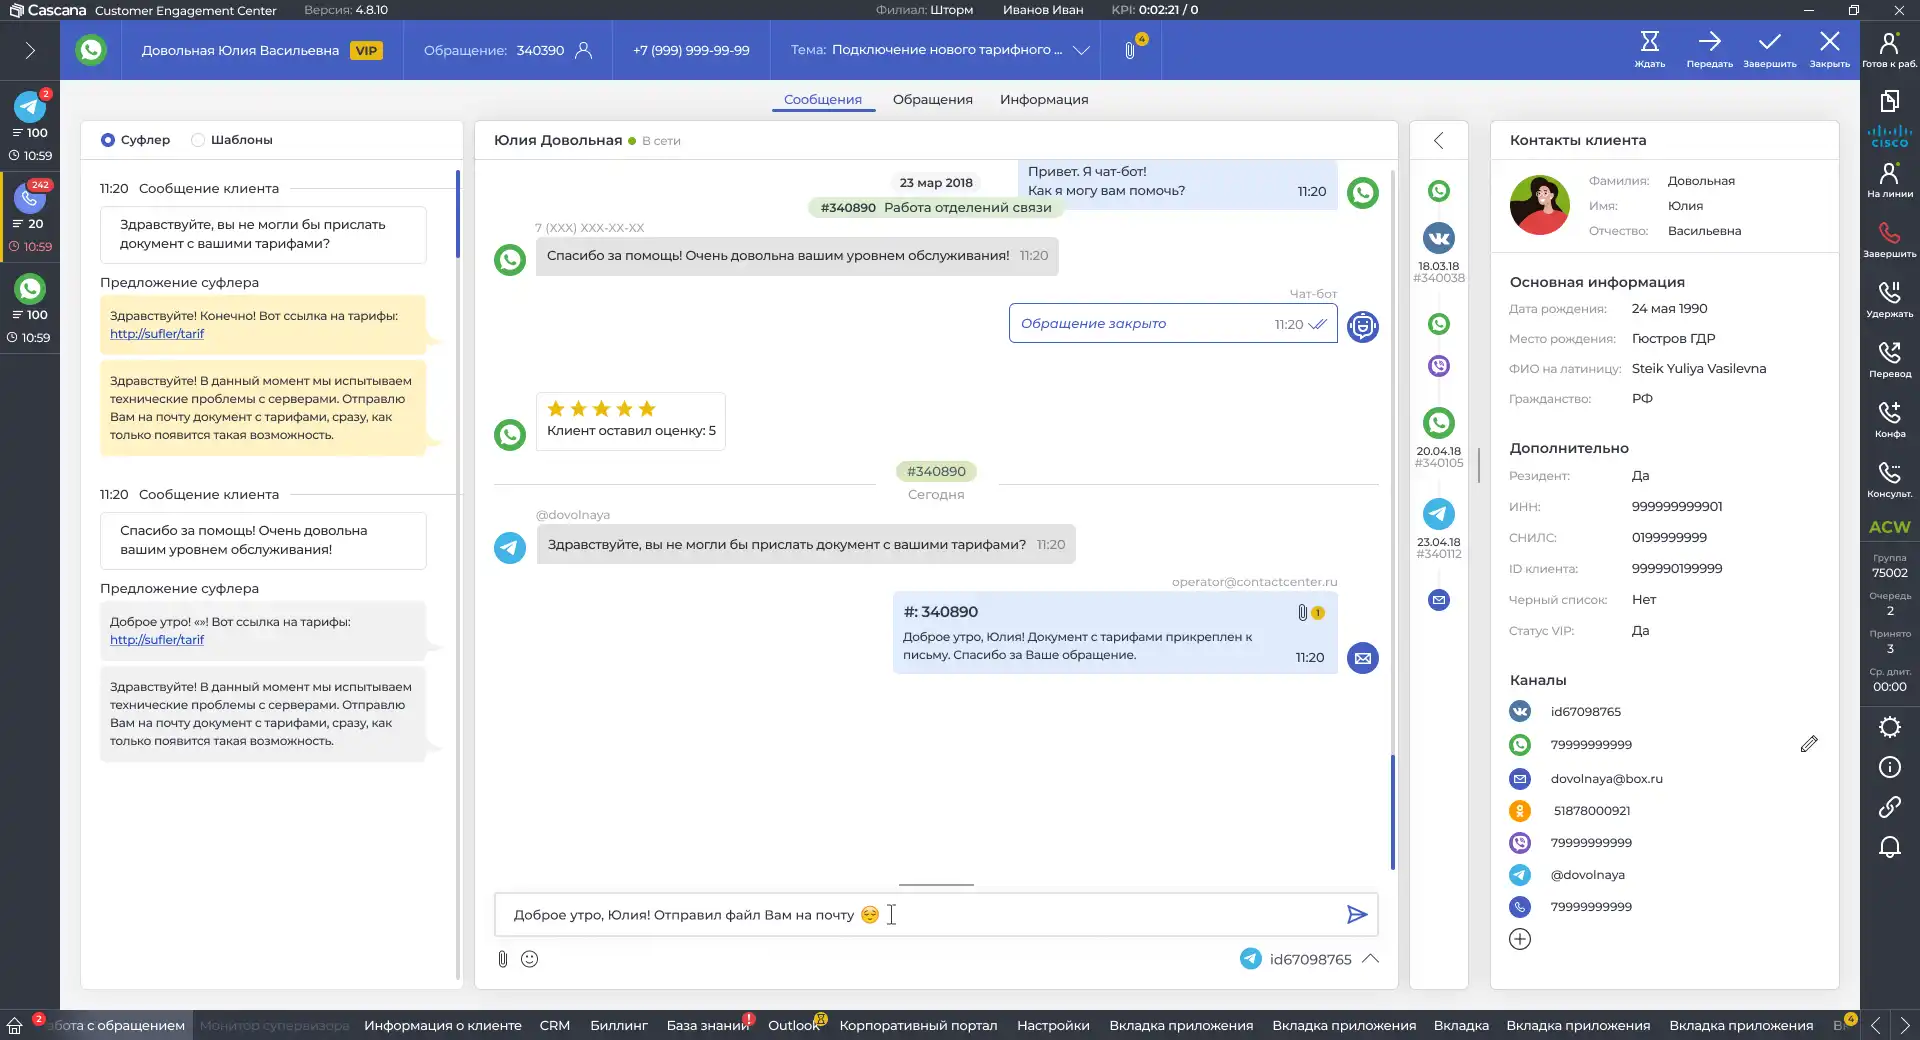 Cascana Customer Engagement Center Версия: 4.8.10 Филиал: Шторм Иванов Иван KPI: 0:02:21 / 0
Довольная Юлия Васильевна VIP Обращение: 340390 +7 (999) 999-99-99 Тема: Подключение нового тарифного ... 4
Ждать Передать Завершить Закрыть
2
100
10:59
242
20
10:59
100
10:59
Сообщения Обращения Информация
Суфлер Шаблоны
11:20 Сообщение клиента
Здравствуйте, вы не могли бы прислать
документ с вашими тарифами?
Предложение суфлера
Здравствуйте! Конечно! Вот ссылка на тарифы:
http://sufler/tarif
Здравствуйте! В данный момент мы испытываем
технические проблемы с серверами. Отправлю
Вам на почту документ с тарифами, сразу, как
только появится такая возможность.
11:20 Сообщение клиента
Спасибо за помощь! Очень довольна
вашим уровнем обслуживания!
Предложение суфлера
Доброе утро! «»! Вот ссылка на тарифы:
http://sufler/tarif
Здравствуйте! В данный момент мы испытываем
технические проблемы с серверами. Отправлю
Вам на почту документ с тарифами, сразу, как
только появится такая возможность.
Юлия Довольная В сети
Привет. Я чат-бот!
Как я могу вам помочь? 11:20
23 мар 2018
#340890 Работа отделений связи
7 (XXX) XXX-XX-XX
Спасибо за помощь! Очень довольна вашим уровнем обслуживания! 11:20
Чат-бот
Обращение закрыто 11:20
Клиент оставил оценку: 5
#340890
Сегодня
@dovolnaya
Здравствуйте, вы не могли бы прислать документ с вашими тарифами? 11:20
operator@contactcenter.ru
#: 340890 1
Доброе утро, Юлия! Документ с тарифами прикреплен к
письму. Спасибо за Ваше обращение. 11:20
Доброе утро, Юлия! Отправил файл Вам на почту
id67098765
18.03.18
#340038
20.04.18
#340105
23.04.18
#340112
Контакты клиента
Фамилия: Довольная
Имя: Юлия
Отчество: Васильевна
Основная информация
Дата рождения: 24 мая 1990
Место рождения: Гюстров ГДР
ФИО на латиницу: Steik Yuliya Vasilevna
Гражданство: РФ
Дополнительно
Резидент: Да
ИНН: 999999999901
СНИЛС: 0199999999
ID клиента: 999990199999
Черный список: Нет
Статус VIP: Да
Каналы
id67098765
79999999999
dovolnaya@box.ru
51878000921
79999999999
@dovolnaya
79999999999
Готов к раб.
CISCO
На линии
Завершить
Удержать
Перевод
Конфа
Консульт.
ACW
Группа
75002
Очередь
2
Принято
3
Ср. длит.
00:00
2 бота с обращением Монитор супервизора Информация о клиенте CRM Биллинг База знаний ! Outlook Корпоративный портал Настройки Вкладка приложения Вкладка приложения Вкладка Вкладка приложения Вкладка приложения 4